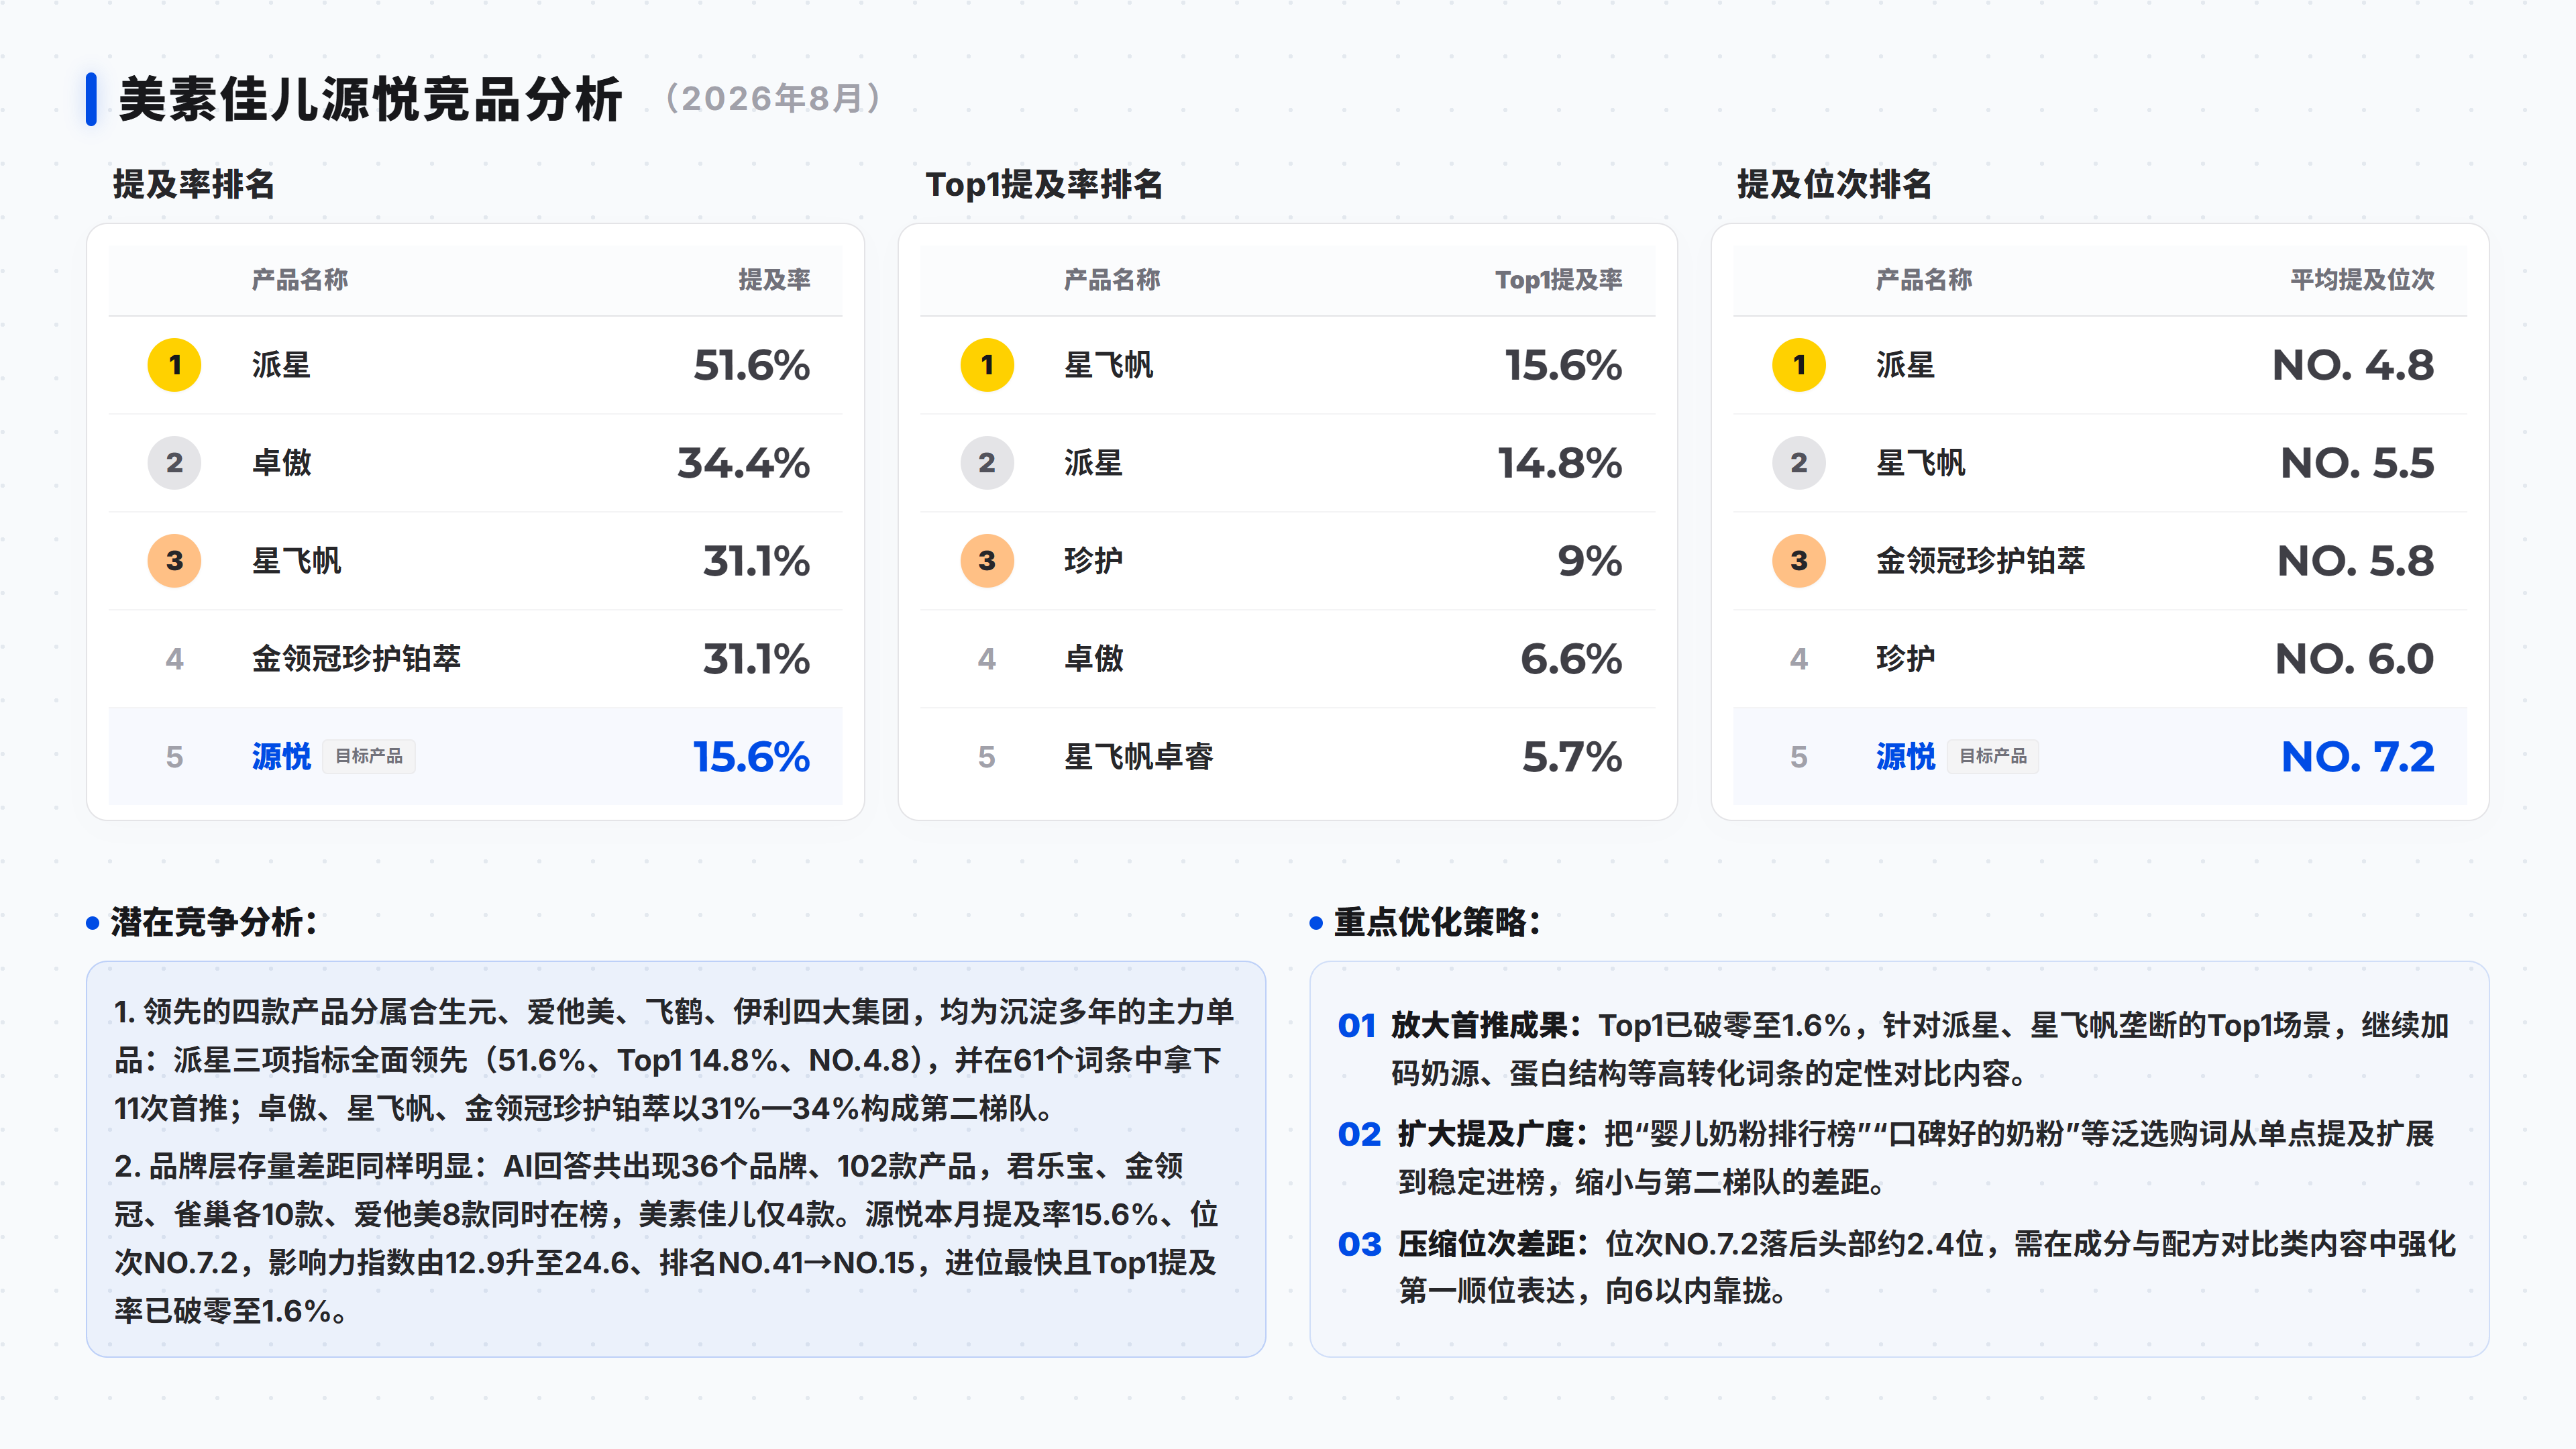 美素佳儿源悦竞品分析 （2026年8月）
提及率排名
产品名称 提及率
1 派星 51.6%
2 卓傲 34.4%
3 星飞帆 31.1%
4 金领冠珍护铂萃 31.1%
5 源悦 目标产品 15.6%
Top1提及率排名
产品名称 Top1提及率
1 星飞帆 15.6%
2 派星 14.8%
3 珍护 9%
4 卓傲 6.6%
5 星飞帆卓睿 5.7%
提及位次排名
产品名称 平均提及位次
1 派星 NO. 4.8
2 星飞帆 NO. 5.5
3 金领冠珍护铂萃 NO. 5.8
4 珍护 NO. 6.0
5 源悦 目标产品 NO. 7.2
潜在竞争分析：
1. 领先的四款产品分属合生元、爱他美、飞鹤、伊利四大集团，均为沉淀多年的主力单
品：派星三项指标全面领先（51.6%、Top1 14.8%、NO.4.8），并在61个词条中拿下
11次首推；卓傲、星飞帆、金领冠珍护铂萃以31%—34%构成第二梯队。
2. 品牌层存量差距同样明显：AI回答共出现36个品牌、102款产品，君乐宝、金领
冠、雀巢各10款、爱他美8款同时在榜，美素佳儿仅4款。源悦本月提及率15.6%、位
次NO.7.2，影响力指数由12.9升至24.6、排名NO.41→NO.15，进位最快且Top1提及
率已破零至1.6%。
重点优化策略：
01 放大首推成果：Top1已破零至1.6%，针对派星、星飞帆垄断的Top1场景，继续加
码奶源、蛋白结构等高转化词条的定性对比内容。
02 扩大提及广度：把“婴儿奶粉排行榜”“口碑好的奶粉”等泛选购词从单点提及扩展
到稳定进榜，缩小与第二梯队的差距。
03 压缩位次差距：位次NO.7.2落后头部约2.4位，需在成分与配方对比类内容中强化
第一顺位表达，向6以内靠拢。